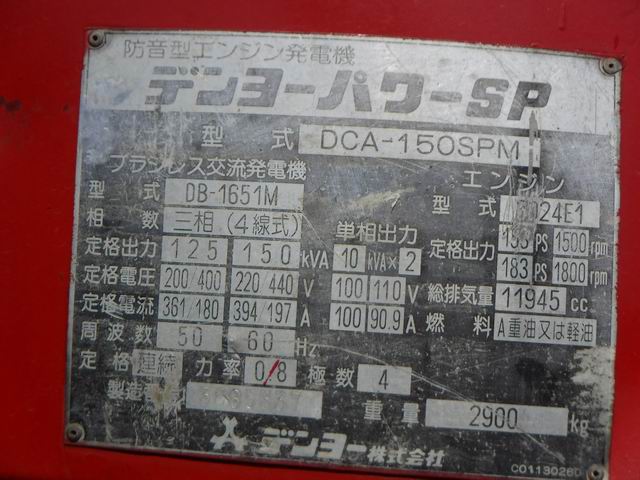 防音型エンジン発電機
デンヨーパワーSP
型式 DCA-150SPM
ブラシレス交流発電機 エンジン
型式 DB-1651M 型式 D24E1
相数 三相(4線式) 単相出力
定格出力 125 150 kVA 10 kVA×2 定格出力 PS 1500rpm
183 PS 1800rpm
定格電圧 200/400 220/440 V 100 110 V 総排気量 11945 cc
定格電流 361/180 394/197 A 100 90.9 A 燃料 A重油又は軽油
周波数 50 60 Hz
定格 連続 力率 0.8 極数 4
製造 重量 2900 kg
デンヨー株式会社
C01130260